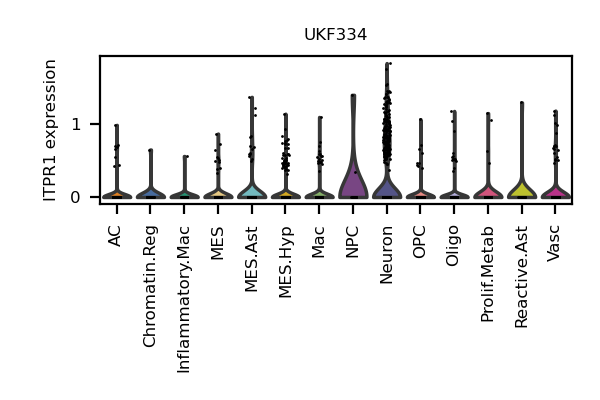 UKF334
ITPR1 expression
1
0
AC
Chromatin.Reg
Inflammatory.Mac
MES
MES.Ast
MES.Hyp
Mac
NPC
Neuron
OPC
Oligo
Prolif.Metab
Reactive.Ast
Vasc